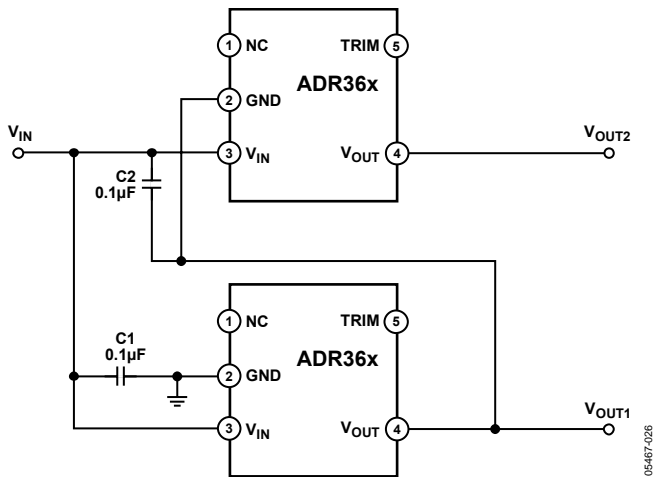 1 NC
TRIM 5
ADR36x
2 GND
VIN
VOUT2
3 VIN
VOUT 4
C2
0.1µF
1 NC
TRIM 5
C1
0.1µF
ADR36x
2 GND
VOUT1
3 VIN
VOUT 4
05467-026